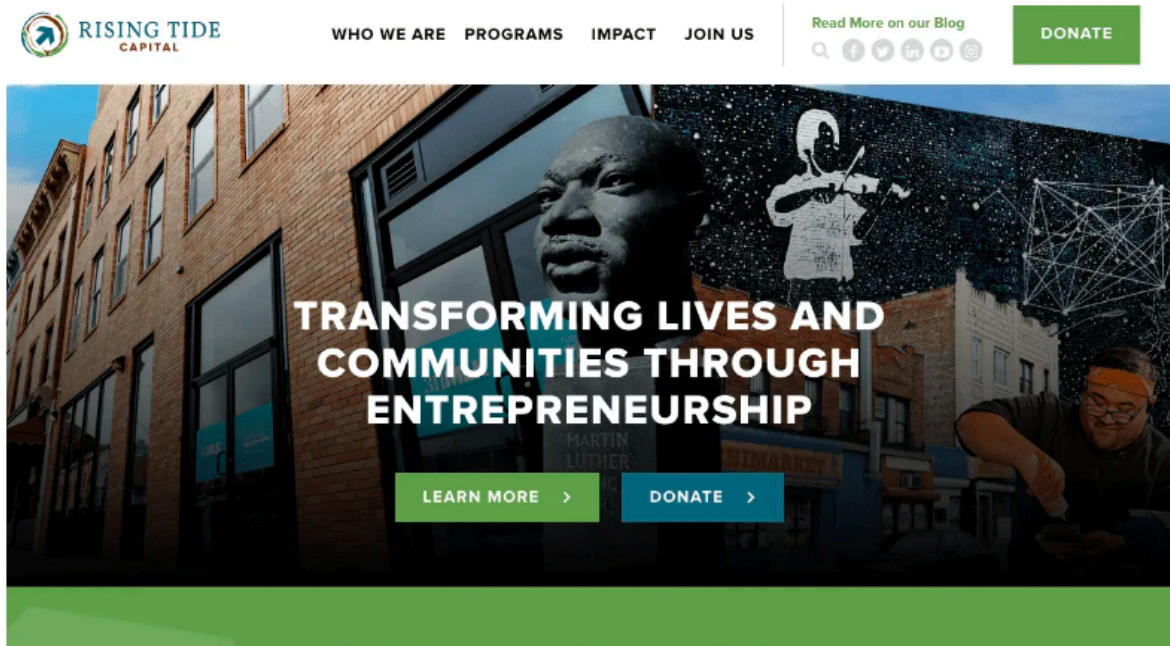 RISING TIDE
CAPITAL
WHO WE ARE PROGRAMS IMPACT JOIN US
Read More on our Blog
DONATE
TRANSFORMING LIVES AND
COMMUNITIES THROUGH
ENTREPRENEURSHIP
MARTIN
LUTHER
NIMARKET
LEARN MORE >
DONATE >